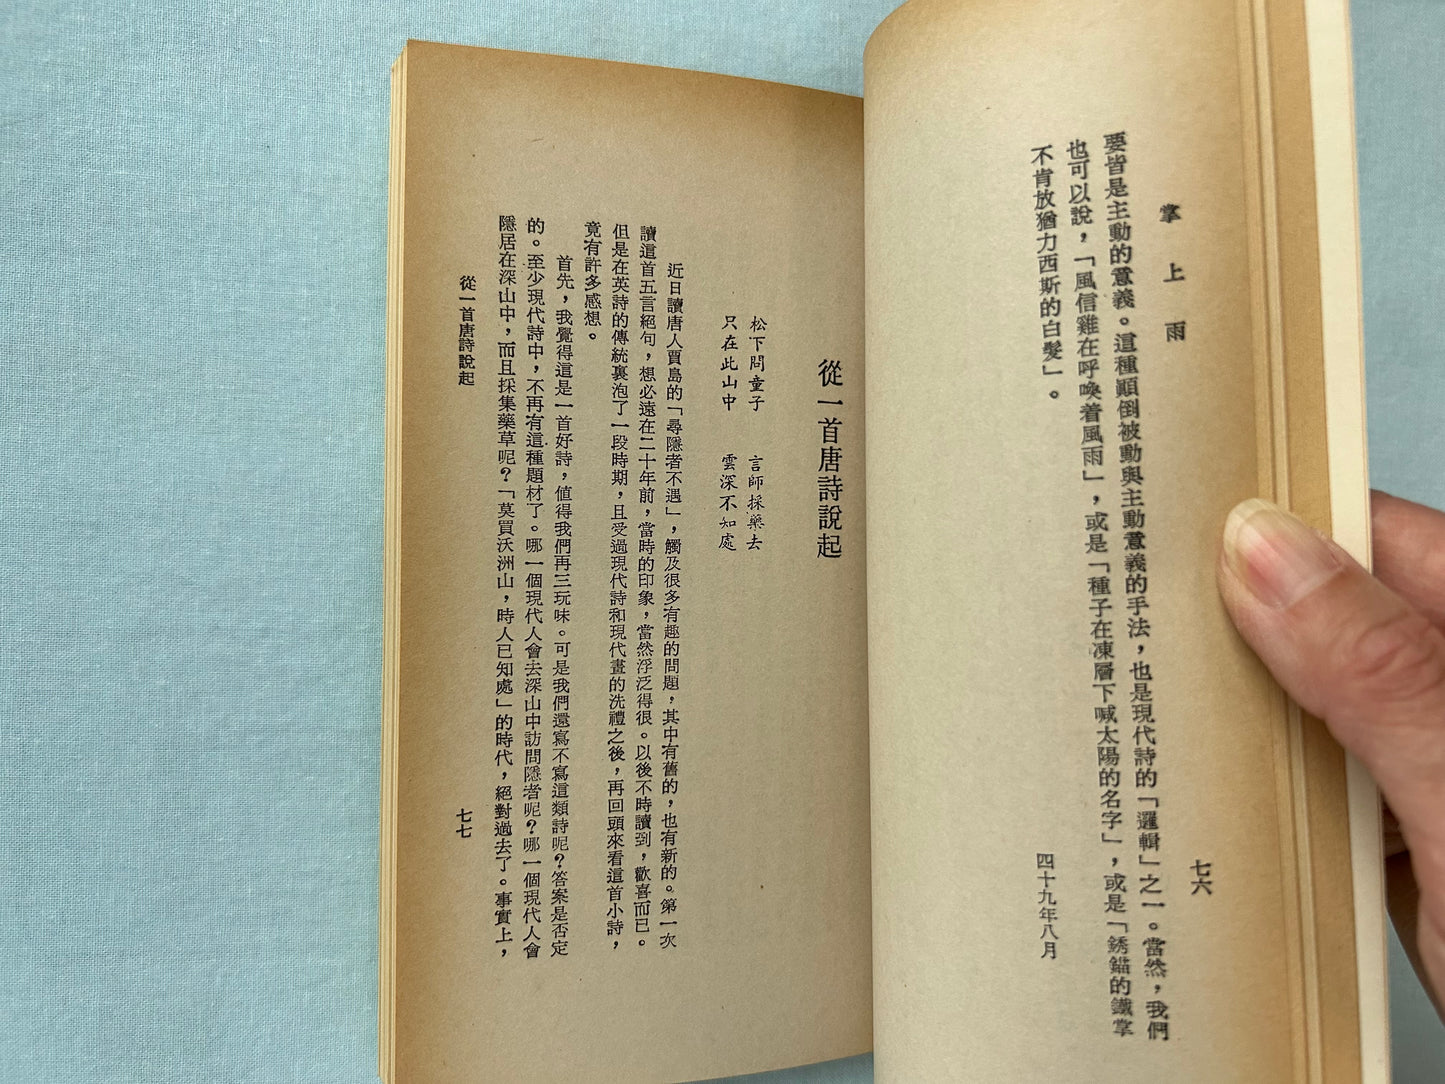 掌上雨
七六
要皆是主動的意義。這種顚倒被動與主動意義的手法，也是現代詩的「邏輯」之一。當然，我們
也可以說，「風信雞在呼喚着風雨」，或是「種子在凍層下喊太陽的名字」，或是「銹錨的鐵掌
不肯放猶力西斯的白髮」。
四十九年八月
從一首唐詩說起
松下問童子　言師採藥去
只在此山中　雲深不知處
近日讀唐人賈島的「尋隱者不遇」，觸及很多有趣的問題，其中有舊的，也有新的。第一次
讀這首五言絕句，想必遠在二十年前，當時的印象，當然浮泛得很。以後不時讀到，歡喜而已。
但是在英詩的傳統裏泡了一段時期，且受過現代詩和現代畫的洗禮之後，再回頭來看這首小詩，
竟有許多感想。
首先，我覺得這是一首好詩，値得我們再三玩味。可是我們還寫不寫這類詩呢？答案是否定
的。至少現代詩中，不再有這種題材了。哪一個現代人會去深山中訪問隱者呢？哪一個現代人會
隱居在深山中，而且採集藥草呢？「莫買沃洲山，時人已知處」的時代，絕對過去了。事實上，
從一首唐詩說起
七七